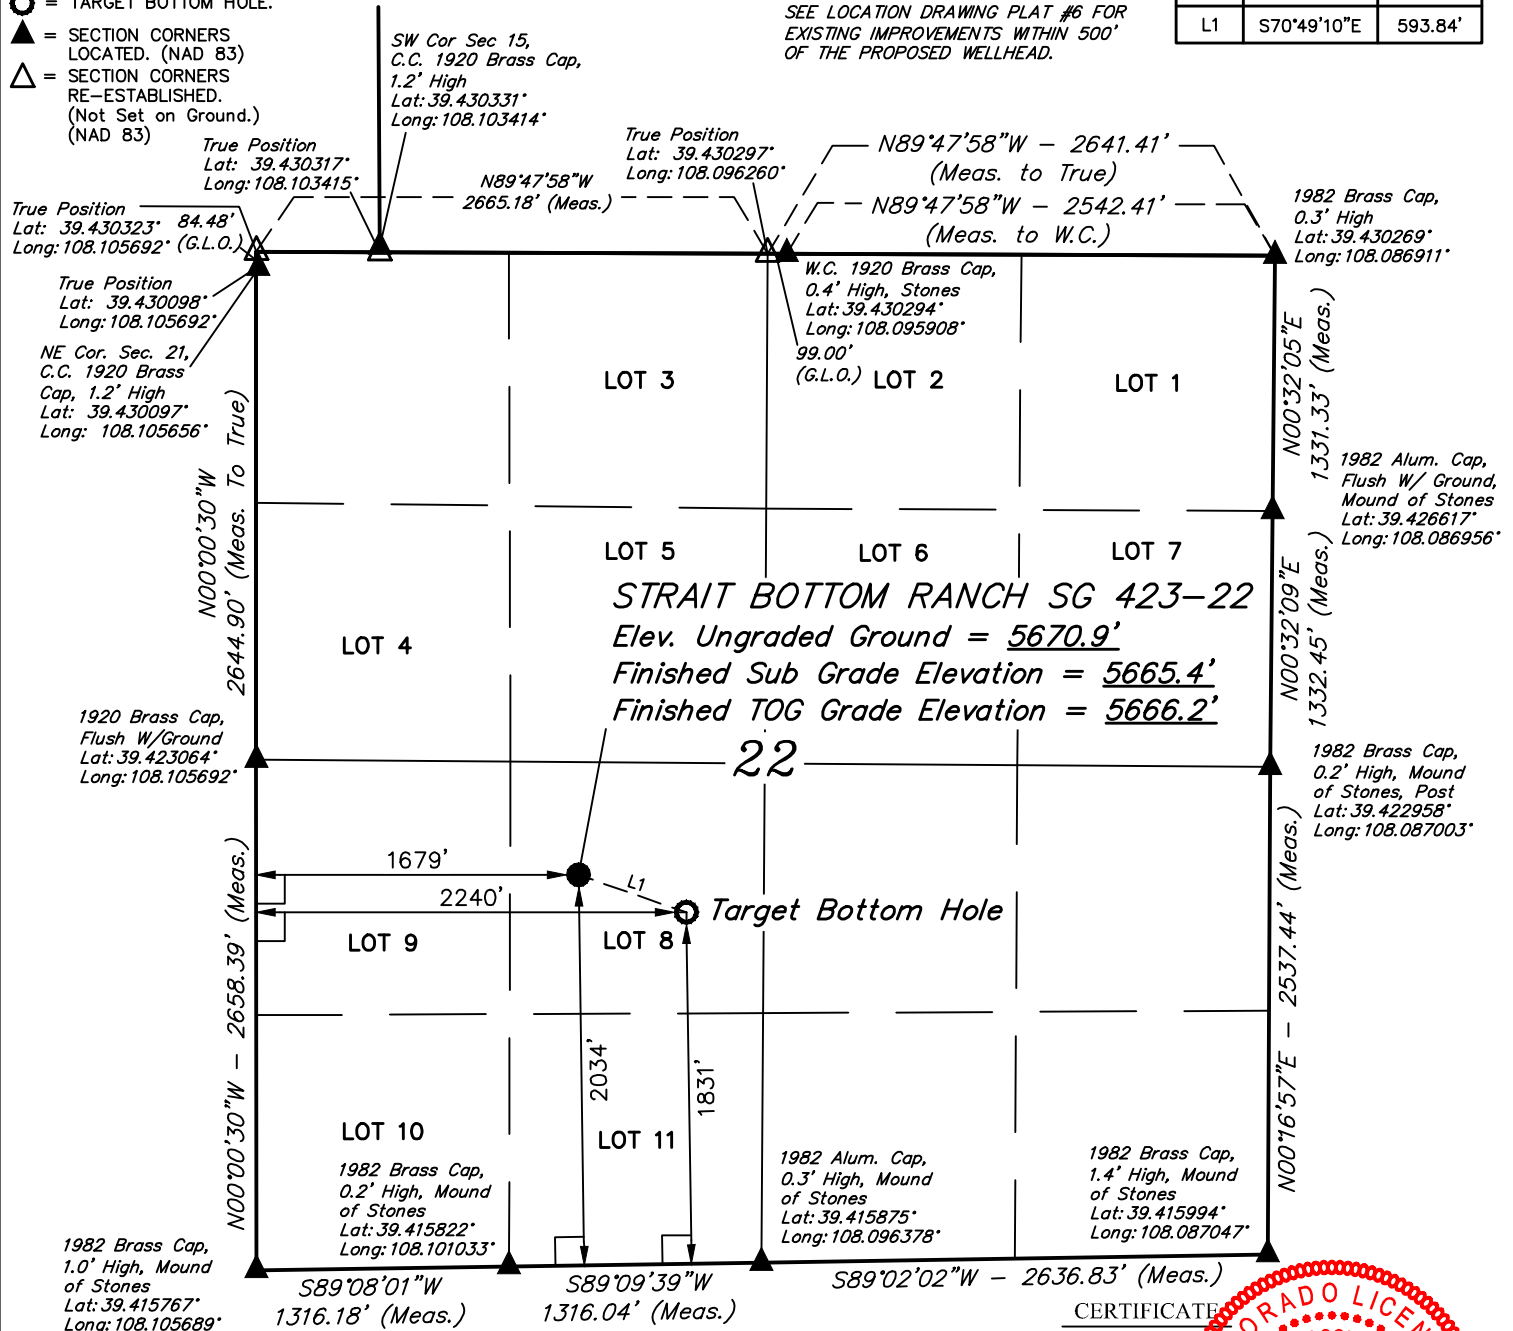 = TARGET BOTTOM HOLE.
= SECTION CORNERS
LOCATED. (NAD 83)
= SECTION CORNERS
RE-ESTABLISHED.
(Not Set on Ground.)
(NAD 83)
SEE LOCATION DRAWING PLAT #6 FOR
EXISTING IMPROVEMENTS WITHIN 500'
OF THE PROPOSED WELLHEAD.
L1 S70°49'10"E 593.84'
SW Cor Sec 15,
C.C. 1920 Brass Cap,
1.2' High
Lat: 39.430331°
Long: 108.103414°
True Position
Lat: 39.430317°
Long: 108.103415°
True Position
Lat: 39.430297°
Long: 108.096260°
N89°47'58"W
2665.18' (Meas.)
N89°47'58"W - 2641.41'
(Meas. to True)
N89°47'58"W - 2542.41'
(Meas. to W.C.)
1982 Brass Cap,
0.3' High
Lat: 39.430269°
Long: 108.086911°
True Position
Lat: 39.430323°
Long: 108.105692°
84.48'
(G.L.O.)
True Position
Lat: 39.430098°
Long: 108.105692°
NE Cor. Sec. 21,
C.C. 1920 Brass
Cap, 1.2' High
Lat: 39.430097°
Long: 108.105656°
W.C. 1920 Brass Cap,
0.4' High, Stones
Lat: 39.430294°
Long: 108.095908°
99.00'
(G.L.O.)
LOT 3
LOT 2
LOT 1
N00°32'05"E
1331.33' (Meas.)
1982 Alum. Cap,
Flush W/ Ground,
Mound of Stones
Lat: 39.426617°
Long: 108.086956°
N00°00'30"W
2644.90' (Meas. To True)
LOT 5
LOT 6
LOT 7
STRAIT BOTTOM RANCH SG 423-22
Elev. Ungraded Ground = 5670.9'
Finished Sub Grade Elevation = 5665.4'
Finished TOG Grade Elevation = 5666.2'
LOT 4
N00°32'09"E
1332.45' (Meas.)
1920 Brass Cap,
Flush W/Ground
Lat: 39.423064°
Long: 108.105692°
22
1982 Brass Cap,
0.2' High, Mound
of Stones, Post
Lat: 39.422958°
Long: 108.087003°
1679'
L1
2240'
Target Bottom Hole
LOT 9
LOT 8
N00°00'30"W - 2658.39' (Meas.)
N00°16'57"E - 2537.44' (Meas.)
2034'
1831'
LOT 10
LOT 11
1982 Brass Cap,
0.2' High, Mound
of Stones
Lat: 39.415822°
Long: 108.101033°
1982 Alum. Cap,
0.3' High, Mound
of Stones
Lat: 39.415875°
Long: 108.096378°
1982 Brass Cap,
1.4' High, Mound
of Stones
Lat: 39.415994°
Long: 108.087047°
1982 Brass Cap,
1.0' High, Mound
of Stones
Lat: 39.415767°
Long: 108.105689°
S89°08'01"W
1316.18' (Meas.)
S89°09'39"W
1316.04' (Meas.)
S89°02'02"W - 2636.83' (Meas.)
CERTIFICATE
ORADO LICEN